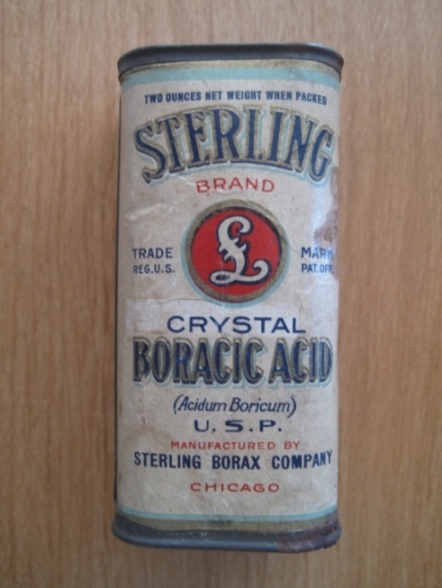 TWO OUNCES NET WEIGHT WHEN PACKED
STERLING
BRAND
£
TRADE MARK
REG.U.S. PAT.OFF.
CRYSTAL
BORACIC ACID
(Acidum Boricum)
U.S.P.
MANUFACTURED BY
STERLING BORAX COMPANY
CHICAGO